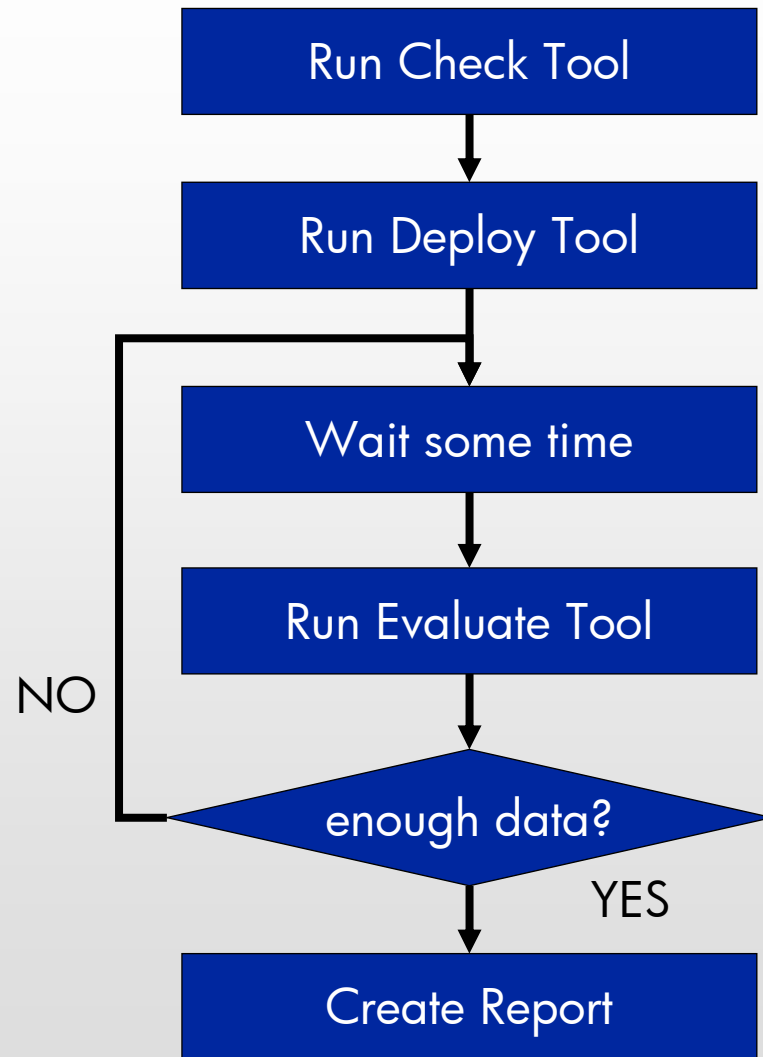 Run Check Tool
Run Deploy Tool
Wait some time
Run Evaluate Tool
NO
enough data?
YES
Create Report